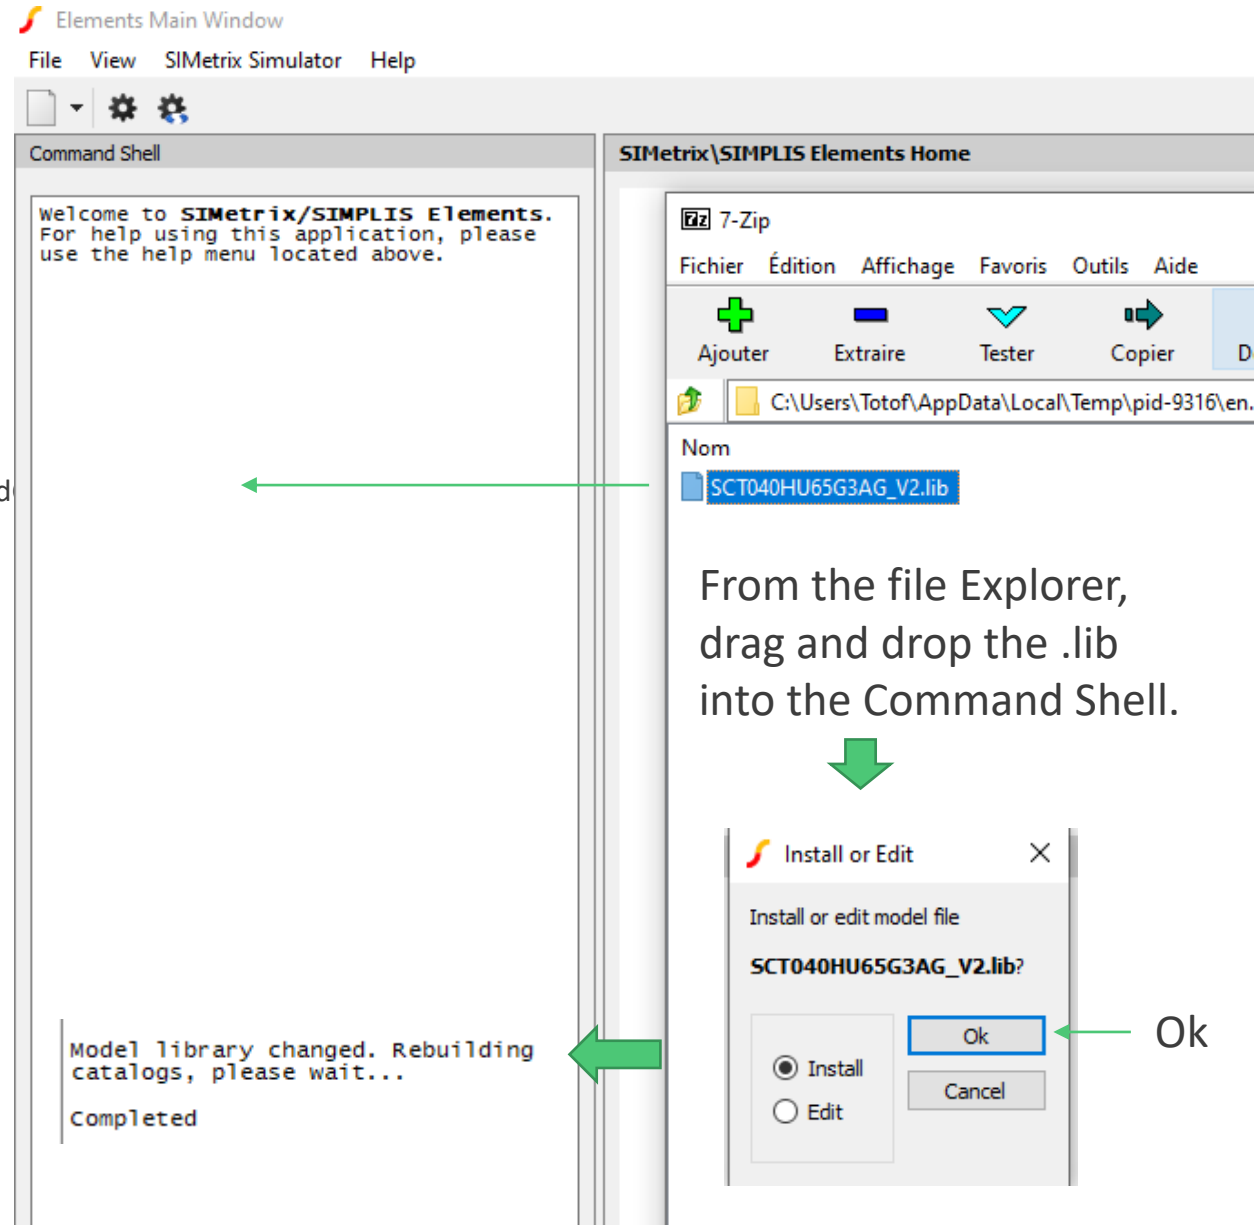 Elements Main Window
File View SIMetrix Simulator Help
Command Shell
SIMetrix\SIMPLIS Elements Home
Welcome to SIMetrix/SIMPLIS Elements.
For help using this application, please
use the help menu located above.
7z 7-Zip
Fichier Édition Affichage Favoris Outils Aide
Ajouter Extraire Tester Copier
C:\Users\Totof\AppData\Local\Temp\pid-9316\en.
Nom
SCT040HU65G3AG_V2.lib
From the file Explorer,
drag and drop the .lib
into the Command Shell.
Install or Edit
Install or edit model file
SCT040HU65G3AG_V2.lib?
Install
Edit
Ok
Cancel
Ok
Model library changed. Rebuilding
catalogs, please wait...
Completed